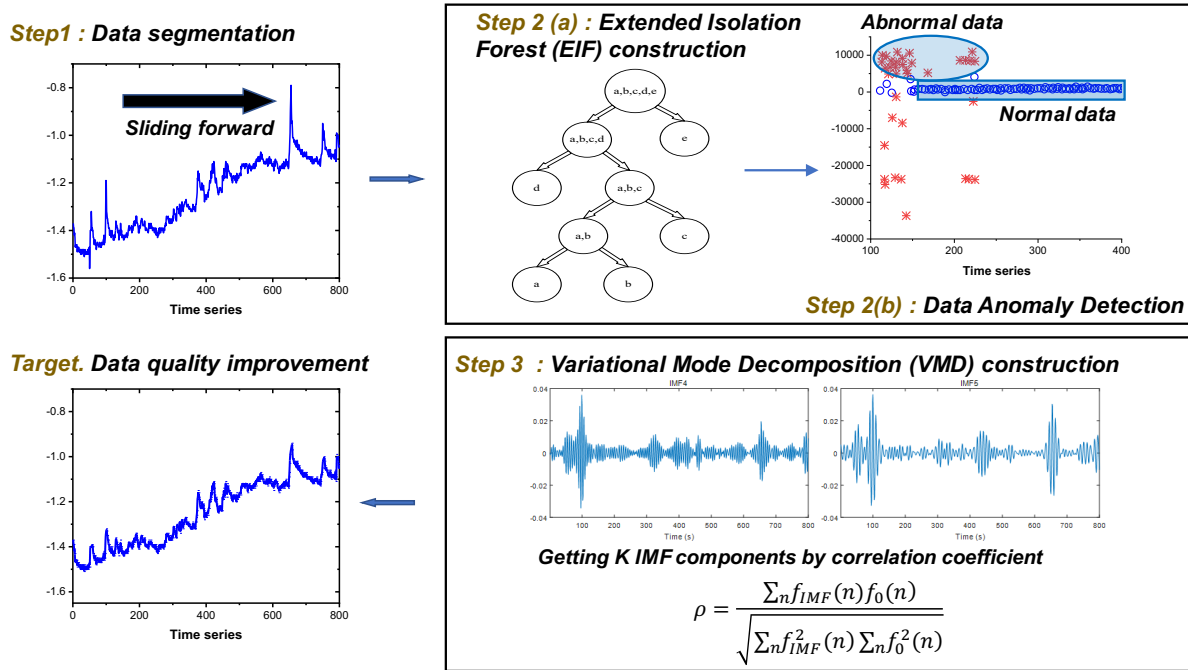 Step1 : Data segmentation
Sliding forward
-0.8
-1.0
-1.2
-1.4
-1.6
0 200 400 600 800
Time series
Step 2 (a) : Extended Isolation
Forest (EIF) construction
a,b,c,d,e
a,b,c,d
e
d
a,b,c
a,b
c
a
b
Abnormal data
Normal data
10000
0
-10000
-20000
-30000
-40000
100 200 300 400
Time series
Step 2(b) : Data Anomaly Detection
Target. Data quality improvement
-0.8
-1.0
-1.2
-1.4
-1.6
0 200 400 600 800
Time series
Step 3 : Variational Mode Decomposition (VMD) construction
IMF4
0.04
0.02
0
-0.02
-0.04
100 200 300 400 500 600 700 800
Time (s)
IMF5
0.04
0.02
0
-0.02
-0.04
100 200 300 400 500 600 700 800
Time (s)
Getting K IMF components by correlation coefficient
ρ = ∑ₙ f_IMF(n) f₀(n) / √(∑ₙ f²_IMF(n) ∑ₙ f₀²(n))